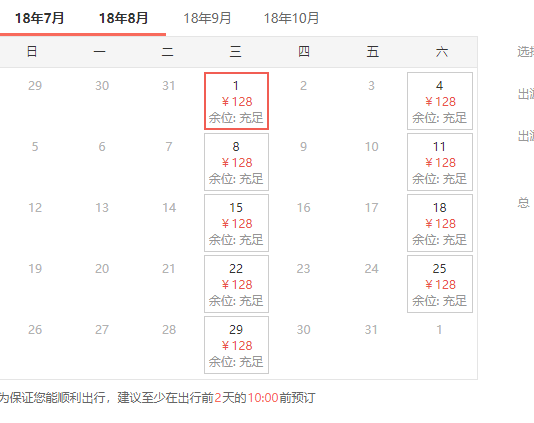 18年7月 18年8月 18年9月 18年10月
日 一 二 三 四 五 六
29 30 31 1 2 3 4
¥128 ¥128
余位: 充足 余位: 充足
5 6 7 8 9 10 11
¥128 ¥128
余位: 充足 余位: 充足
12 13 14 15 16 17 18
¥128 ¥128
余位: 充足 余位: 充足
19 20 21 22 23 24 25
¥128 ¥128
余位: 充足 余位: 充足
26 27 28 29 30 31 1
¥128
余位: 充足
为保证您能顺利出行，建议至少在出行前2天的10:00前预订
选择
出游
出游
总